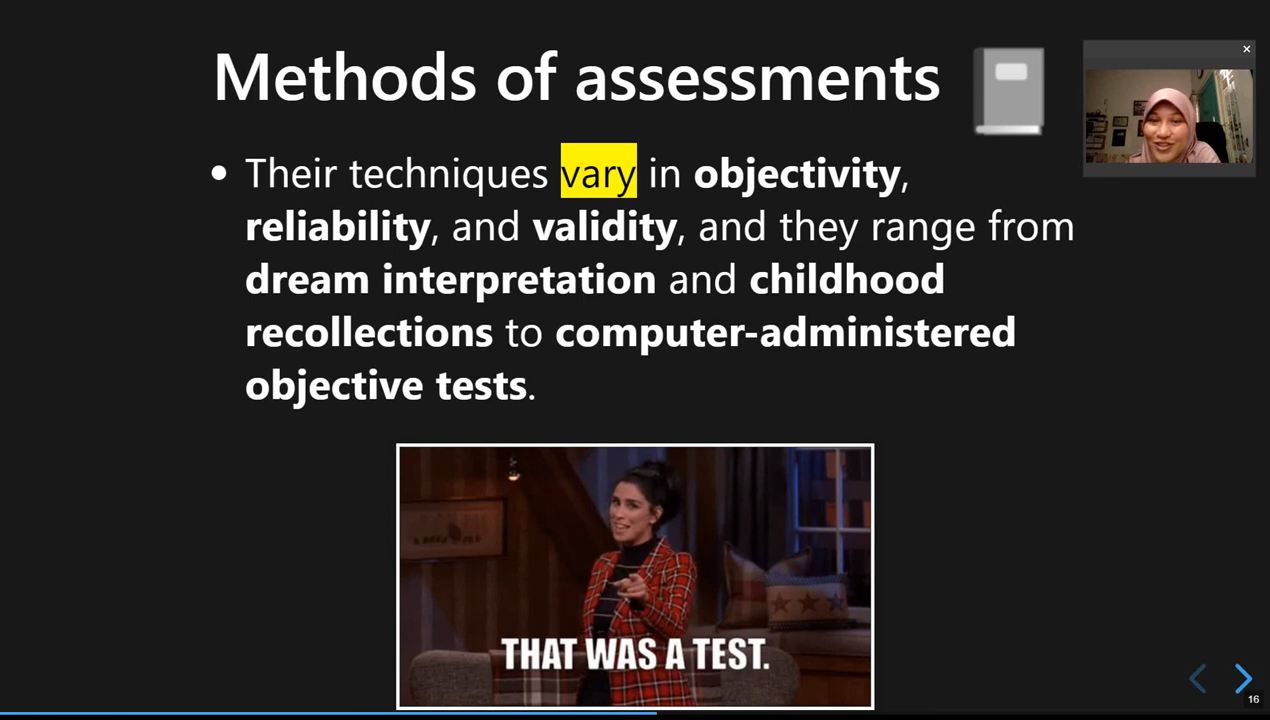 Methods of assessments
• Their techniques vary in objectivity,
reliability, and validity, and they range from
dream interpretation and childhood
recollections to computer-administered
objective tests.
THAT WAS A TEST.
16